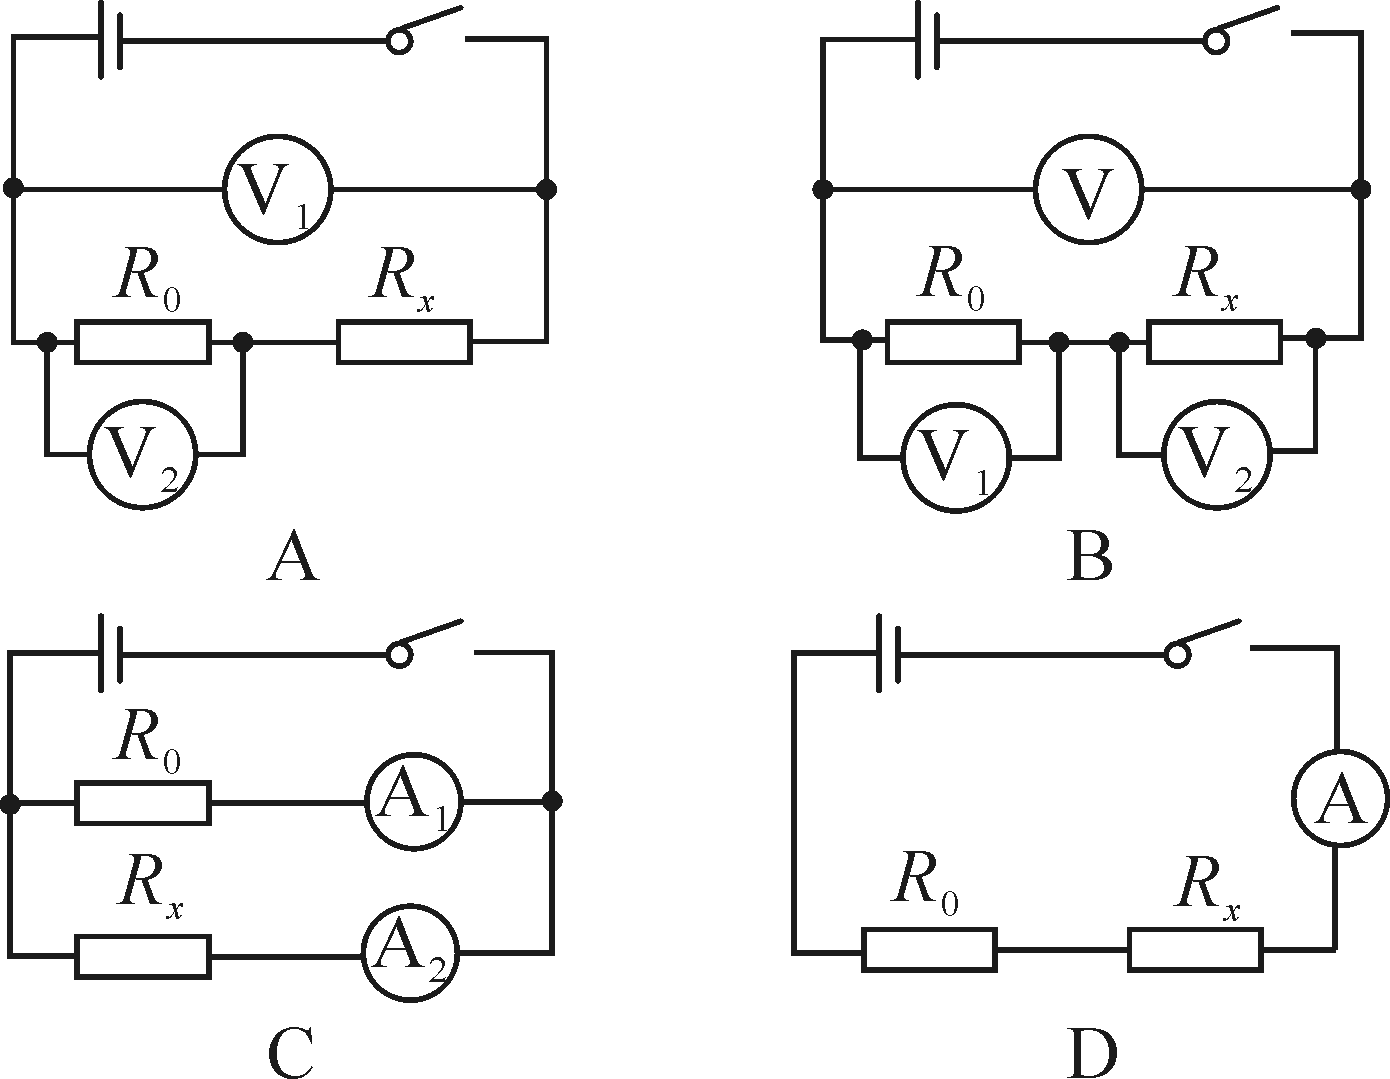 V₁
R₀ Rₓ
V₂
A
V
R₀ Rₓ
V₁ V₂
B
R₀
A₁
Rₓ
A₂
C
A
R₀ Rₓ
D